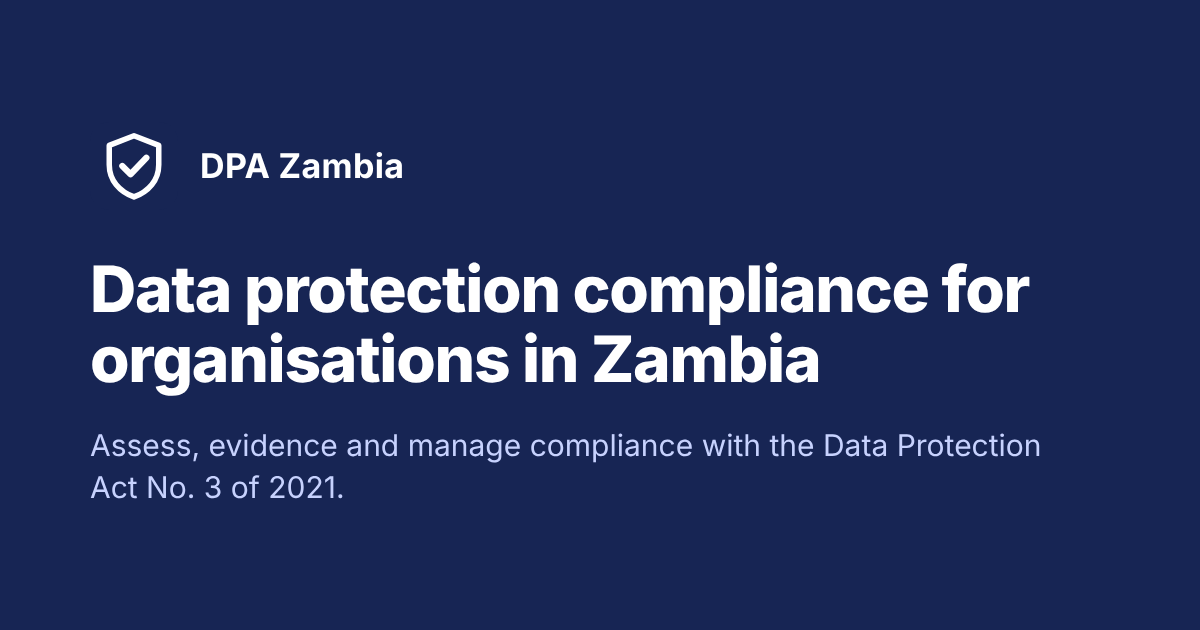 DPA Zambia
Data protection compliance for
organisations in Zambia
Assess, evidence and manage compliance with the Data Protection
Act No. 3 of 2021.